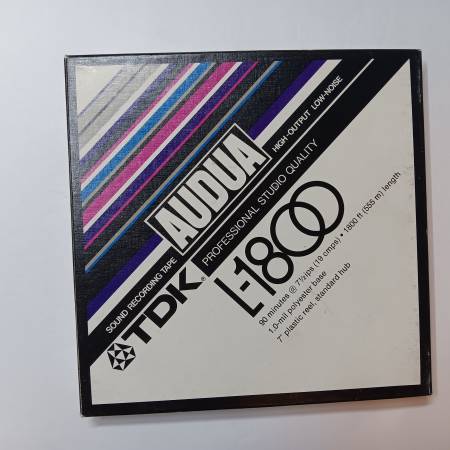 SOUND RECORDING TAPE
AUDUA
HIGH-OUTPUT LOW-NOISE
TDK®
PROFESSIONAL STUDIO QUALITY
L-1800
90 minutes @ 7½ips (19 cmps) • 1800 ft (555 m) length
1.0-mil polyester base
7" plastic reel, standard hub